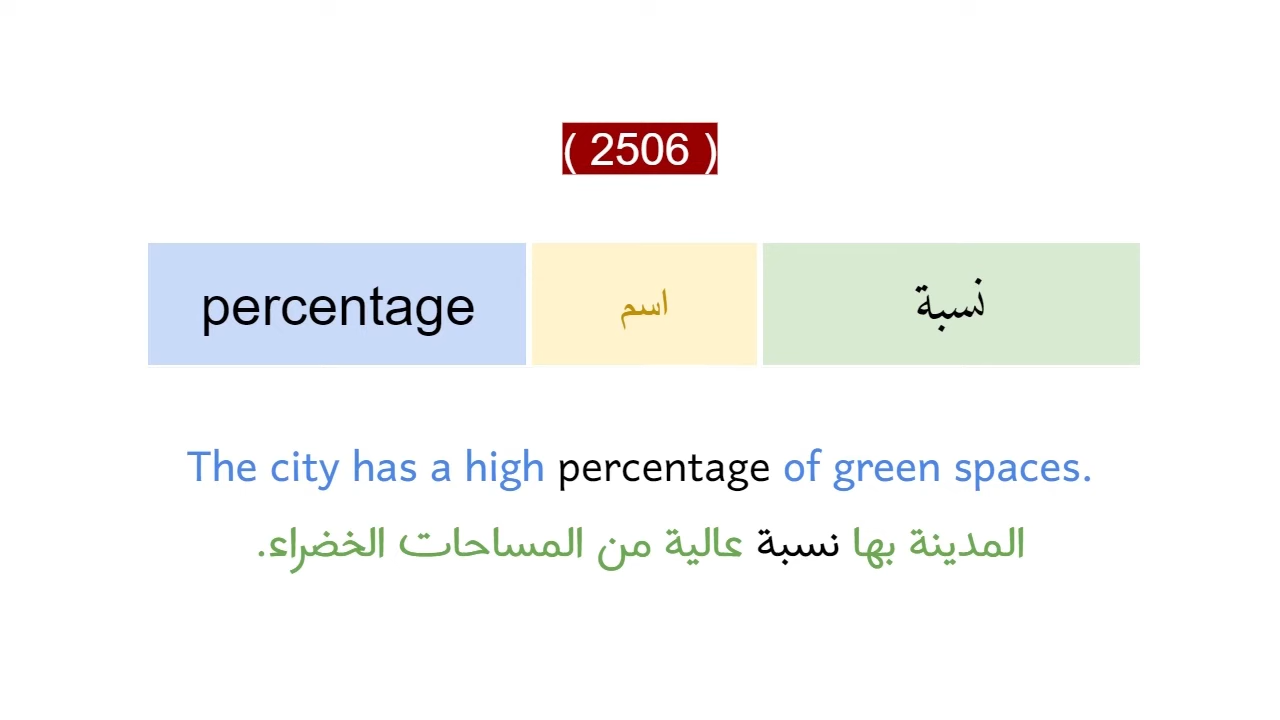 ( 2506 )
percentage اسم نسبة
The city has a high percentage of green spaces.
المدينة بها نسبة عالية من المساحات الخضراء.